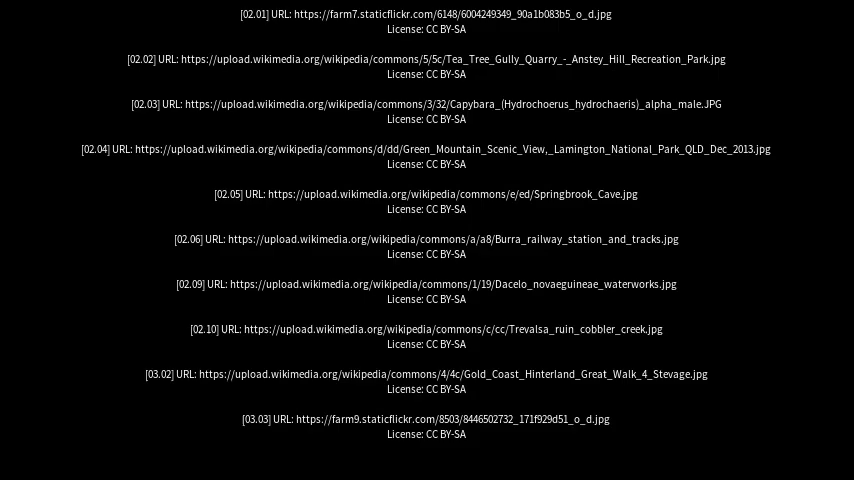 [02.01] URL: https://farm7.staticflickr.com/6148/6004249349_90a1b083b5_o_d.jpg
License: CC BY-SA
[02.02] URL: https://upload.wikimedia.org/wikipedia/commons/5/5c/Tea_Tree_Gully_Quarry_-_Anstey_Hill_Recreation_Park.jpg
License: CC BY-SA
[02.03] URL: https://upload.wikimedia.org/wikipedia/commons/3/32/Capybara_(Hydrochoerus_hydrochaeris)_alpha_male.JPG
License: CC BY-SA
[02.04] URL: https://upload.wikimedia.org/wikipedia/commons/d/dd/Green_Mountain_Scenic_View,_Lamington_National_Park_QLD_Dec_2013.jpg
License: CC BY-SA
[02.05] URL: https://upload.wikimedia.org/wikipedia/commons/e/ed/Springbrook_Cave.jpg
License: CC BY-SA
[02.06] URL: https://upload.wikimedia.org/wikipedia/commons/a/a8/Burra_railway_station_and_tracks.jpg
License: CC BY-SA
[02.09] URL: https://upload.wikimedia.org/wikipedia/commons/1/19/Dacelo_novaeguineae_waterworks.jpg
License: CC BY-SA
[02.10] URL: https://upload.wikimedia.org/wikipedia/commons/c/cc/Trevalsa_ruin_cobbler_creek.jpg
License: CC BY-SA
[03.02] URL: https://upload.wikimedia.org/wikipedia/commons/4/4c/Gold_Coast_Hinterland_Great_Walk_4_Stevage.jpg
License: CC BY-SA
[03.03] URL: https://farm9.staticflickr.com/8503/8446502732_171f929d51_o_d.jpg
License: CC BY-SA